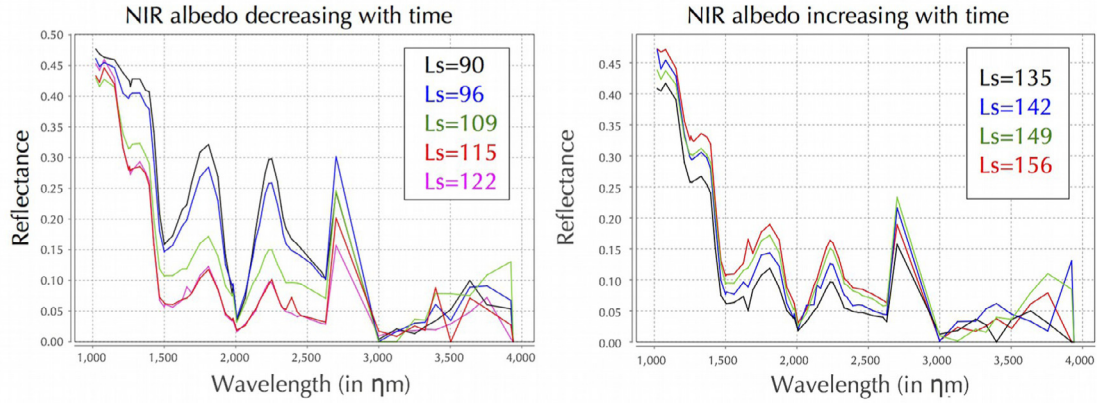 NIR albedo decreasing with time
0.50
0.45
0.40
0.35
0.30
0.25
0.20
0.15
0.10
0.05
0.00
Reflectance
Ls=90
Ls=96
Ls=109
Ls=115
Ls=122
1,000 1,500 2,000 2,500 3,000 3,500 4,000
Wavelength (in ηm)
NIR albedo increasing with time
0.45
0.40
0.35
0.30
0.25
0.20
0.15
0.10
0.05
0.00
Reflectance
Ls=135
Ls=142
Ls=149
Ls=156
1,000 1,500 2,000 2,500 3,000 3,500 4,000
Wavelength (in ηm)